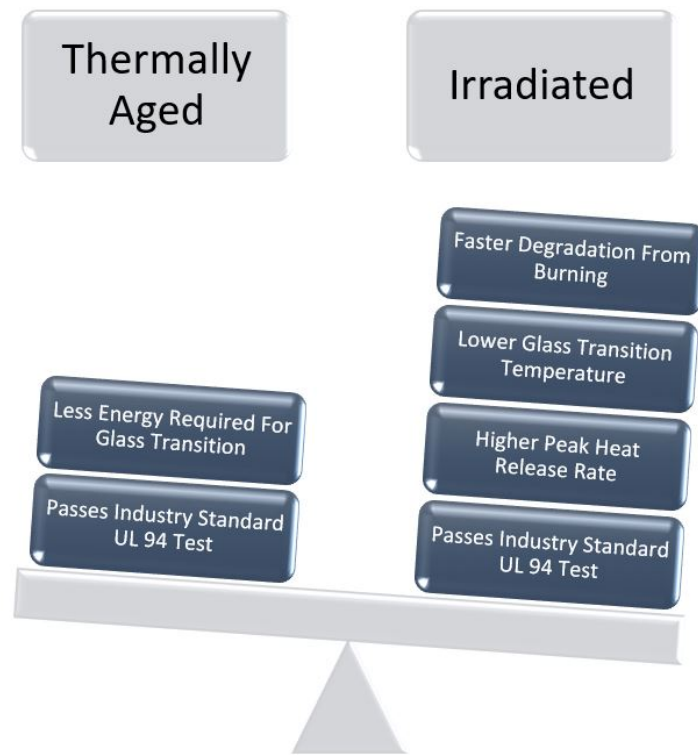 Thermally
Aged
Irradiated
Less Energy Required For
Glass Transition
Passes Industry Standard
UL 94 Test
Faster Degradation From
Burning
Lower Glass Transition
Temperature
Higher Peak Heat
Release Rate
Passes Industry Standard
UL 94 Test